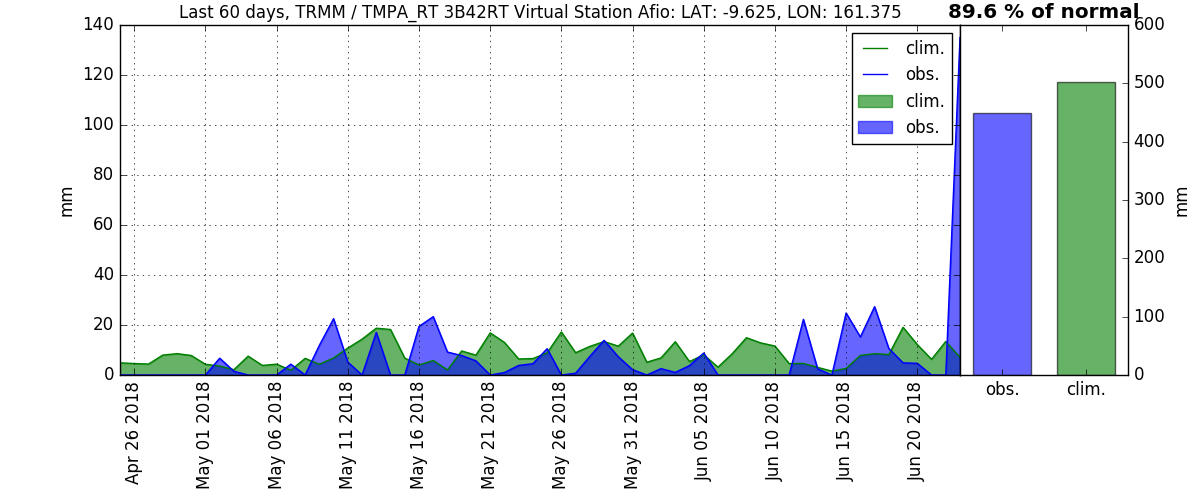 Last 60 days, TRMM / TMPA_RT 3B42RT Virtual Station Afio: LAT: -9.625, LON: 161.375
89.6 % of normal
140
120
100
80
60
40
20
0
mm
clim.
obs.
clim.
obs.
600
500
400
300
200
100
0
mm
obs.
clim.
Apr 26 2018
May 01 2018
May 06 2018
May 11 2018
May 16 2018
May 21 2018
May 26 2018
May 31 2018
Jun 05 2018
Jun 10 2018
Jun 15 2018
Jun 20 2018